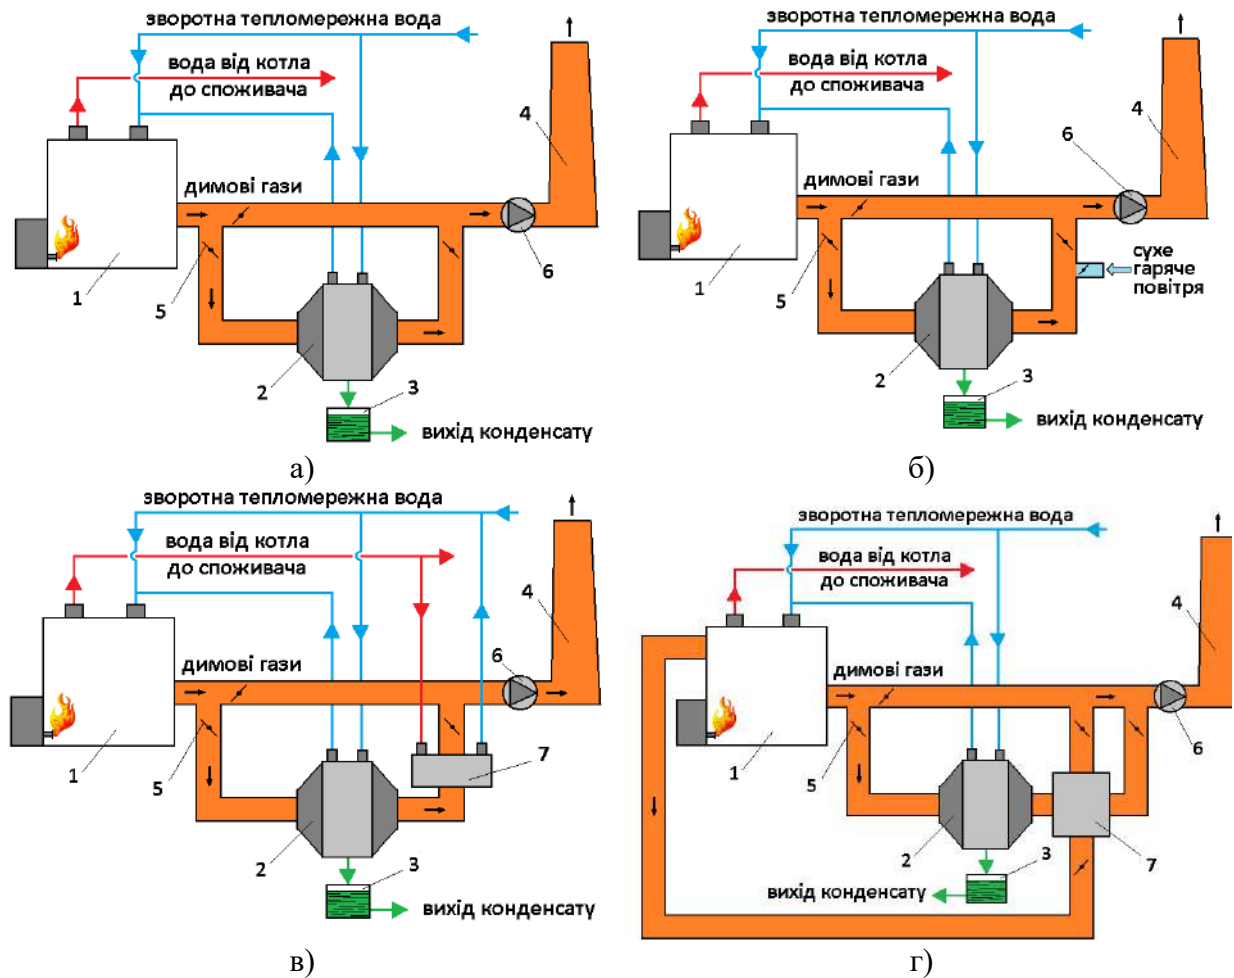 зворотна тепломережна вода
вода від котла
до споживача
4
димові гази
6
1
5
2
3
вихід конденсату
а)
зворотна тепломережна вода
вода від котла
до споживача
4
6
димові гази
сухе
гаряче
повітря
1
5
2
3
вихід конденсату
б)
зворотна тепломережна вода
вода від котла
до споживача
4
6
димові гази
1
5
7
2
3
вихід конденсату
в)
зворотна тепломережна вода
вода від котла
до споживача
4
димові гази
6
1
5
2
3
7
вихід конденсату
г)